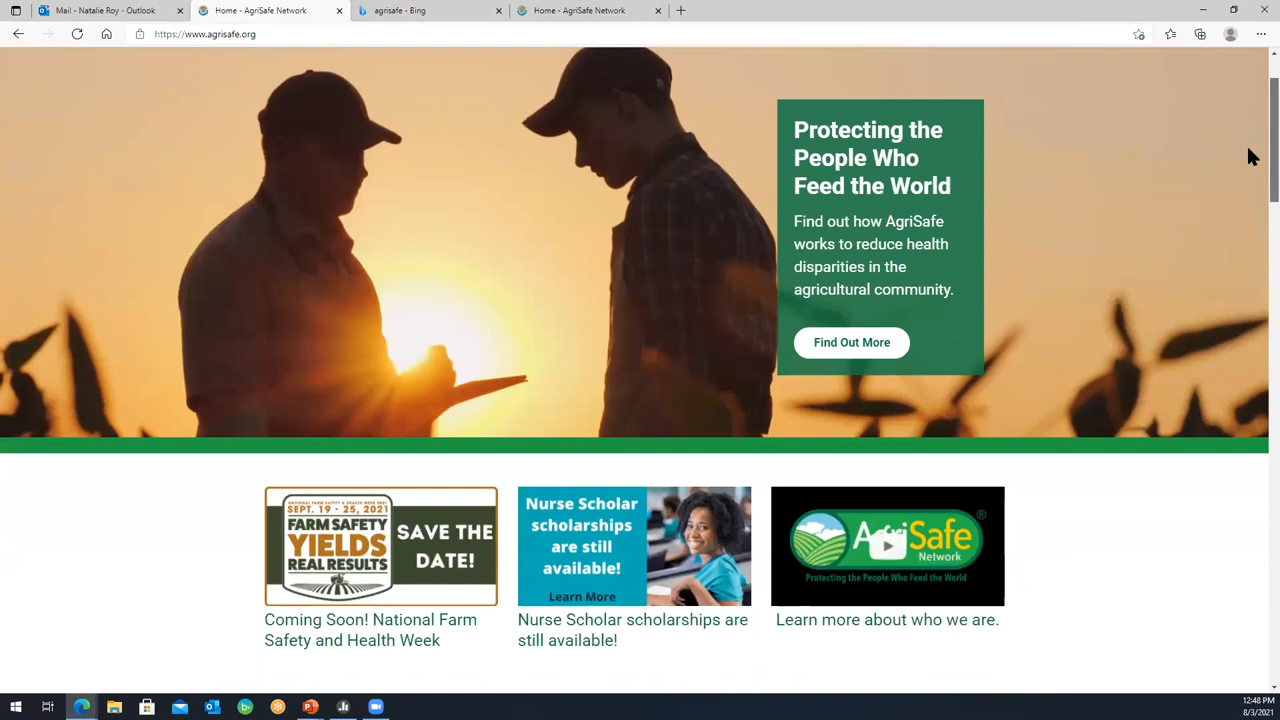 Mail - Natalie Roy - Outlook
Home - AgriSafe Network
agrisafe - Bing
Home - AgriSafe Network
https://www.agrisafe.org
Protecting the
People Who
Feed the World
Find out how AgriSafe
works to reduce health
disparities in the
agricultural community.
Find Out More
NATIONAL FARM SAFETY & HEALTH WEEK 2021
SEPT. 19 - 25, 2021
FARM SAFETY
YIELDS
REAL RESULTS
SAVE THE
DATE!
Nurse Scholar
scholarships
are still
available!
Learn More
AgriSafe®
Network
Protecting the People Who Feed the World
Coming Soon! National Farm
Safety and Health Week
Nurse Scholar scholarships are
still available!
Learn more about who we are.
12:48 PM
8/3/2021